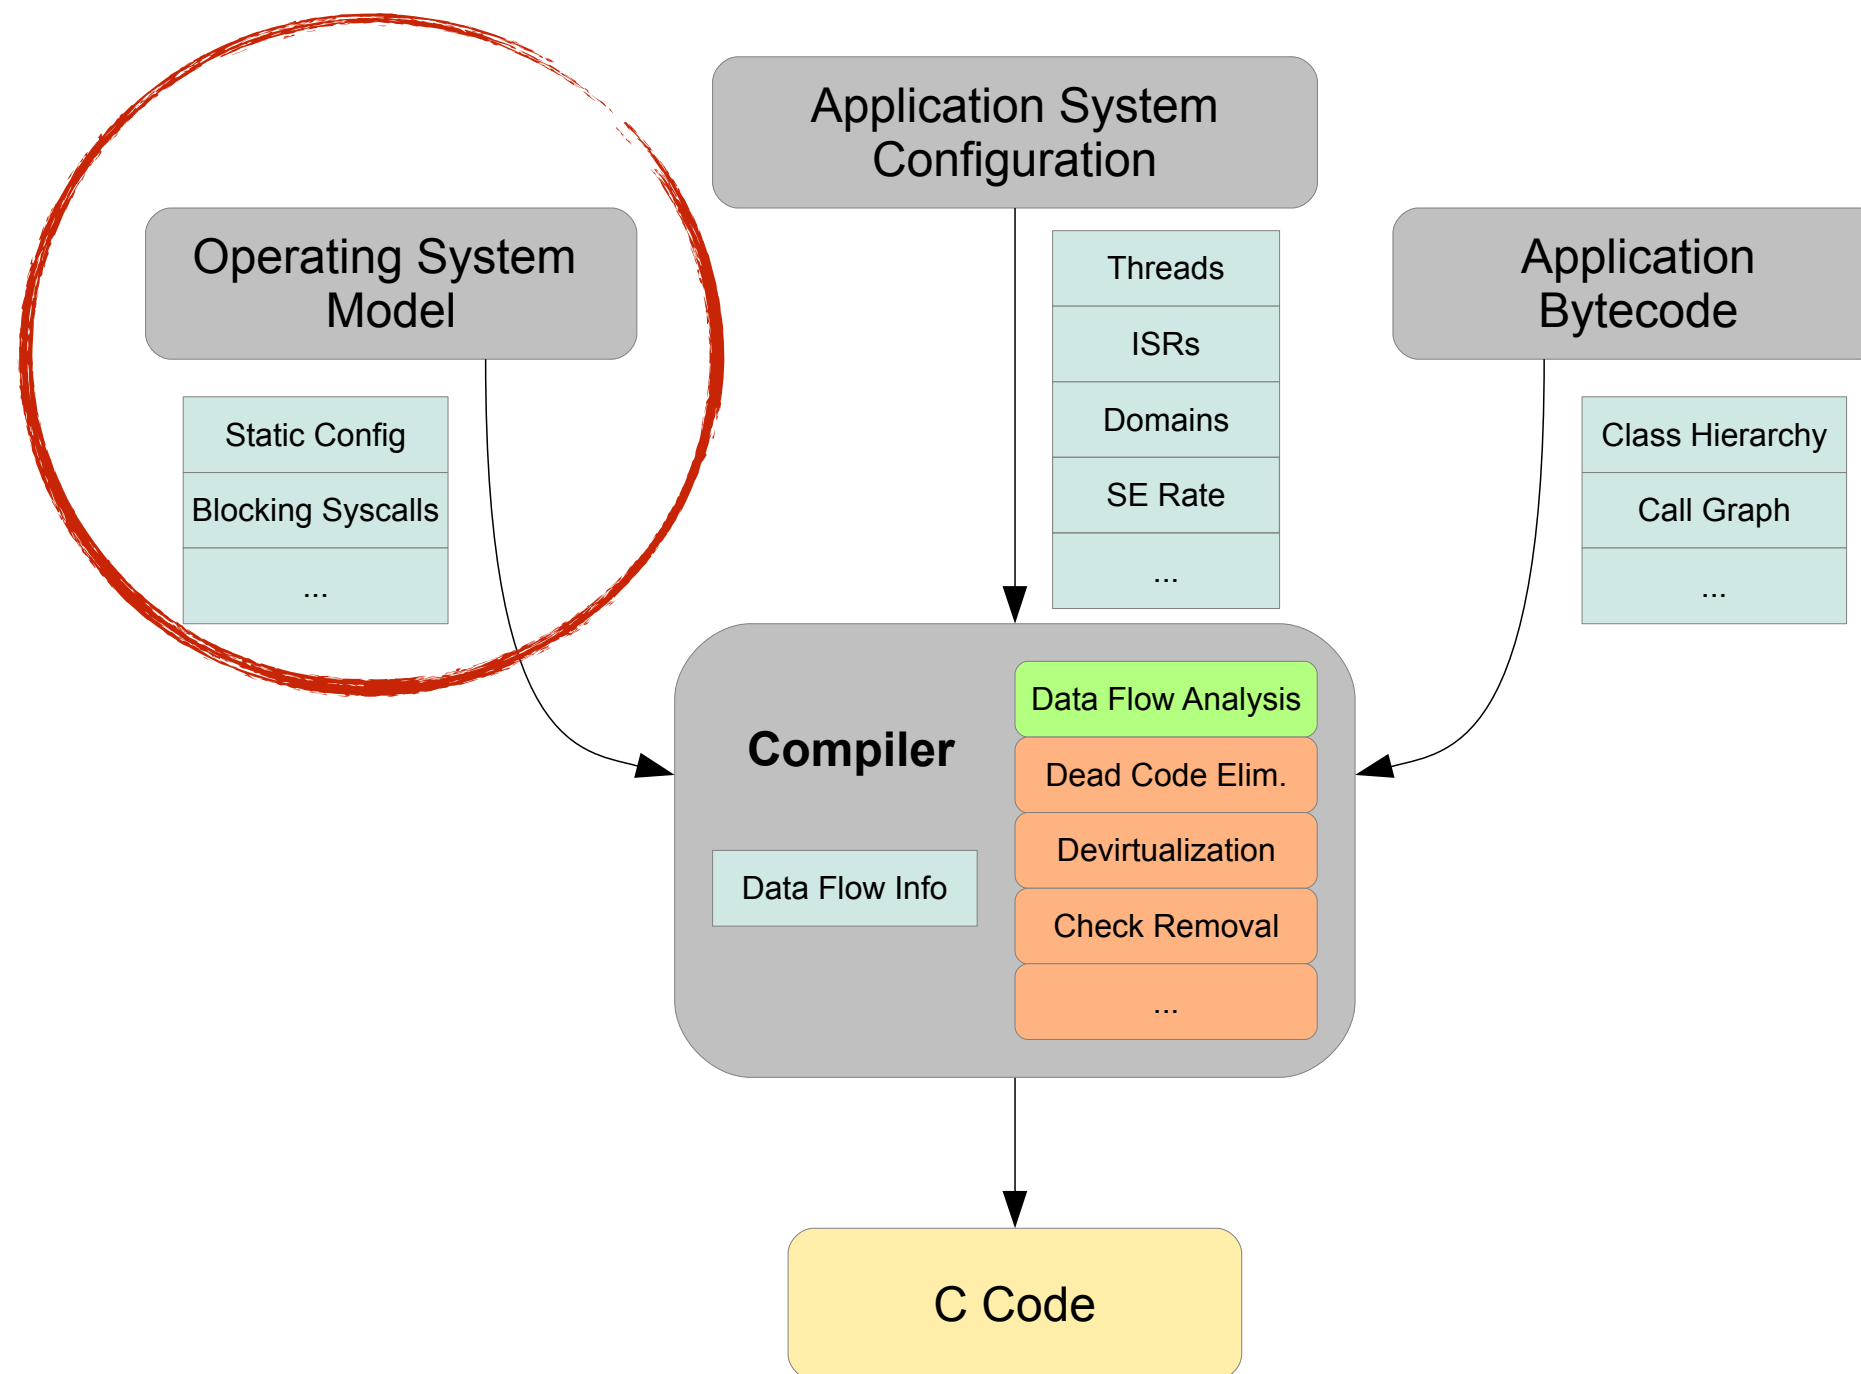 Application System
Configuration
Operating System
Model
Application
Bytecode
Static Config
Blocking Syscalls
...
Threads
ISRs
Domains
SE Rate
...
Class Hierarchy
Call Graph
...
Compiler
Data Flow Info
Data Flow Analysis
Dead Code Elim.
Devirtualization
Check Removal
...
C Code